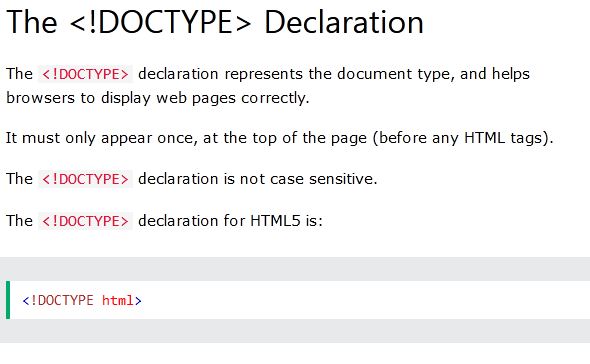 The <!DOCTYPE> Declaration
The <!DOCTYPE> declaration represents the document type, and helps
browsers to display web pages correctly.
It must only appear once, at the top of the page (before any HTML tags).
The <!DOCTYPE> declaration is not case sensitive.
The <!DOCTYPE> declaration for HTML5 is:
<!DOCTYPE html>